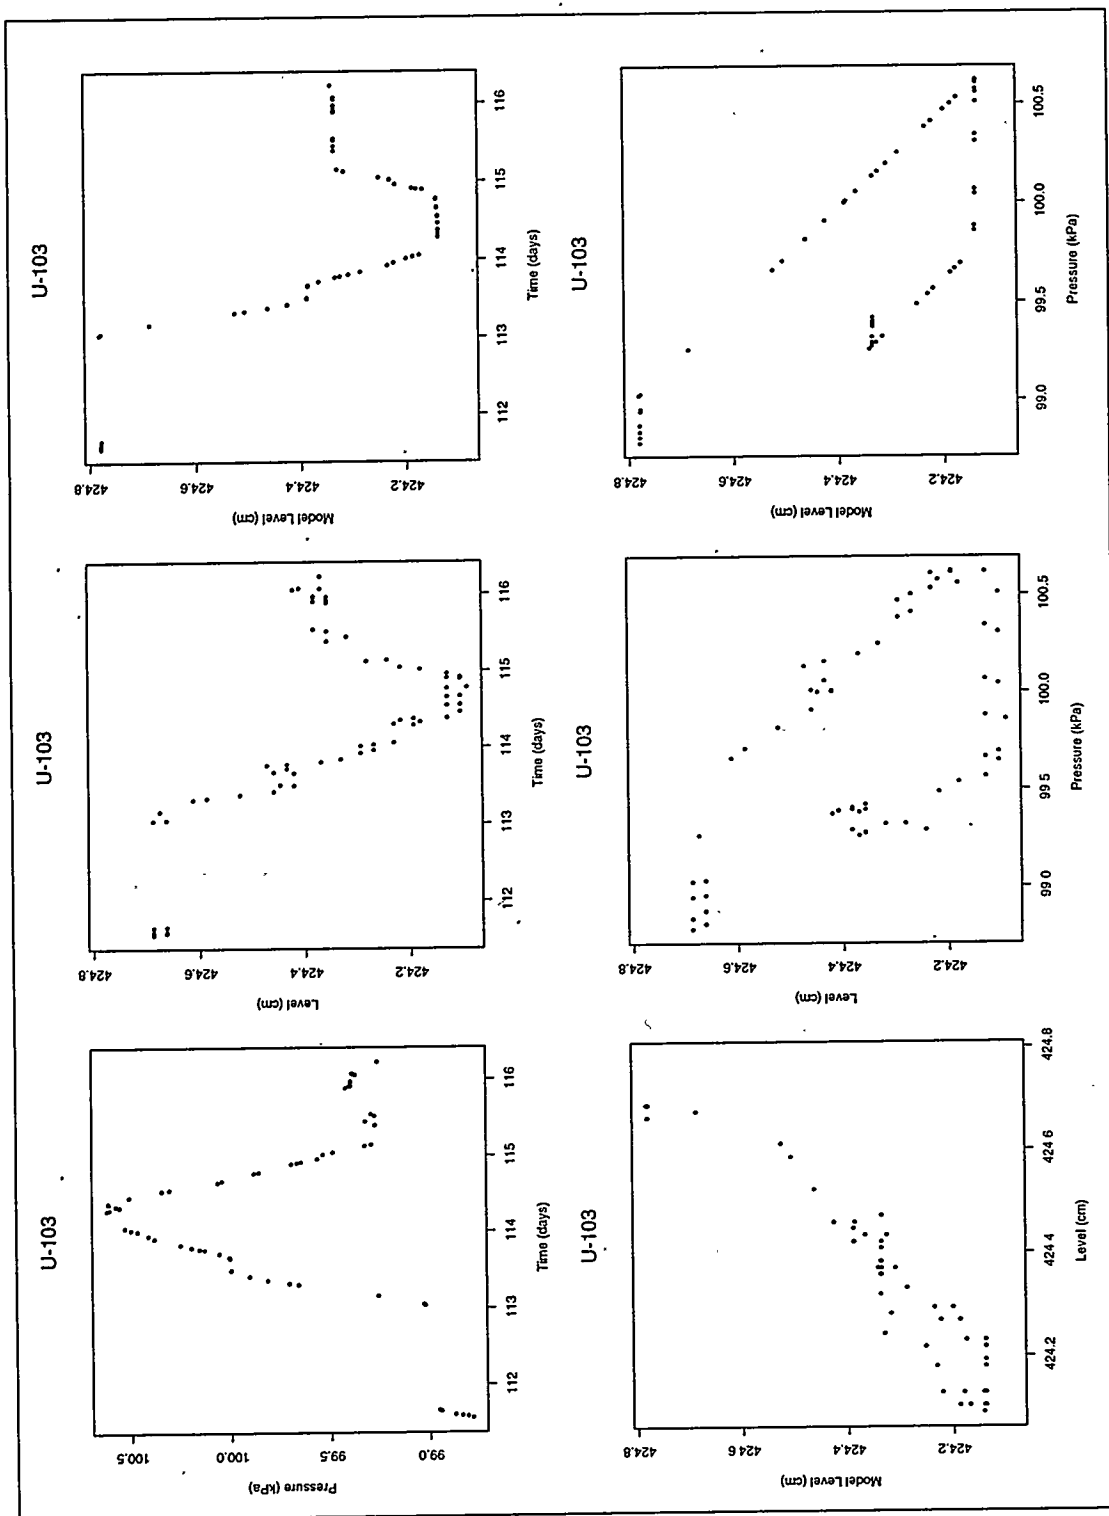 U-103
Pressure (kPa)
100.5
100.0
99.5
99.0
112
113
114
115
116
Time (days)
U-103
Level (cm)
424.8
424.6
424.4
424.2
112
113
114
115
116
Time (days)
U-103
Model Level (cm)
424.8
424.6
424.4
424.2
112
113
114
115
116
Time (days)
U-103
Model Level (cm)
424.8
424.6
424.4
424.2
424.2
424.4
424.6
424.8
Level (cm)
U-103
Level (cm)
424.8
424.6
424.4
424.2
99.0
99.5
100.0
100.5
Pressure (kPa)
U-103
Model Level (cm)
424.8
424.6
424.4
424.2
99.0
99.5
100.0
100.5
Pressure (kPa)